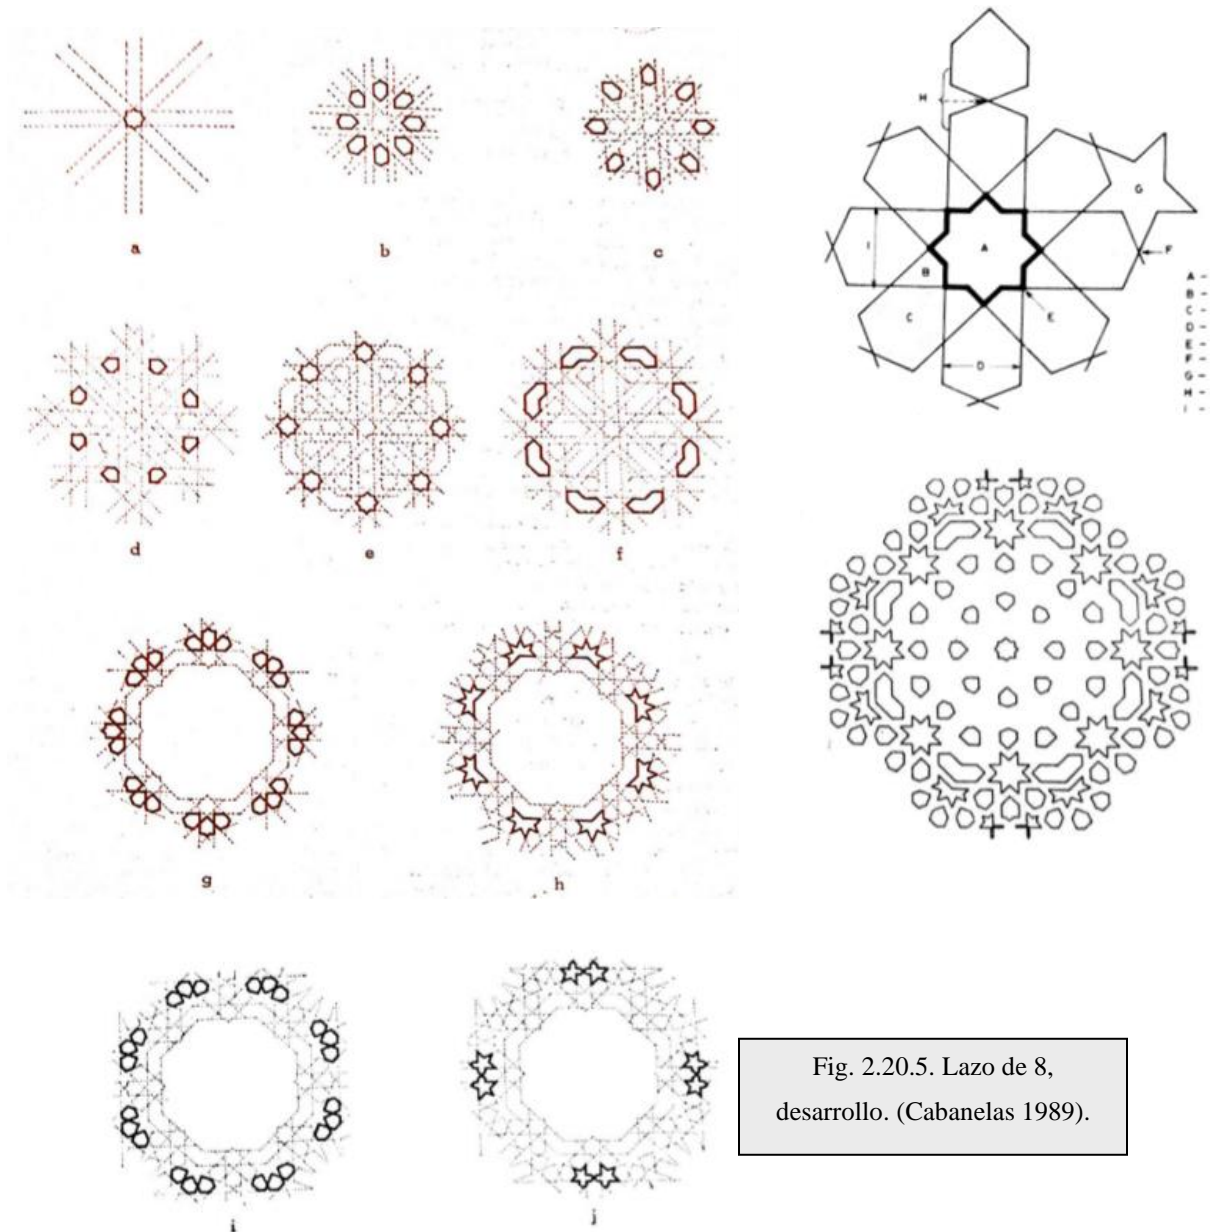 a
b
c
d
e
f
g
h
i
j
H
G
I
A
B
F
C
E
D
A –
B –
C –
D –
E –
F –
G –
H –
I –
Fig. 2.20.5. Lazo de 8,
desarrollo. (Cabanelas 1989).